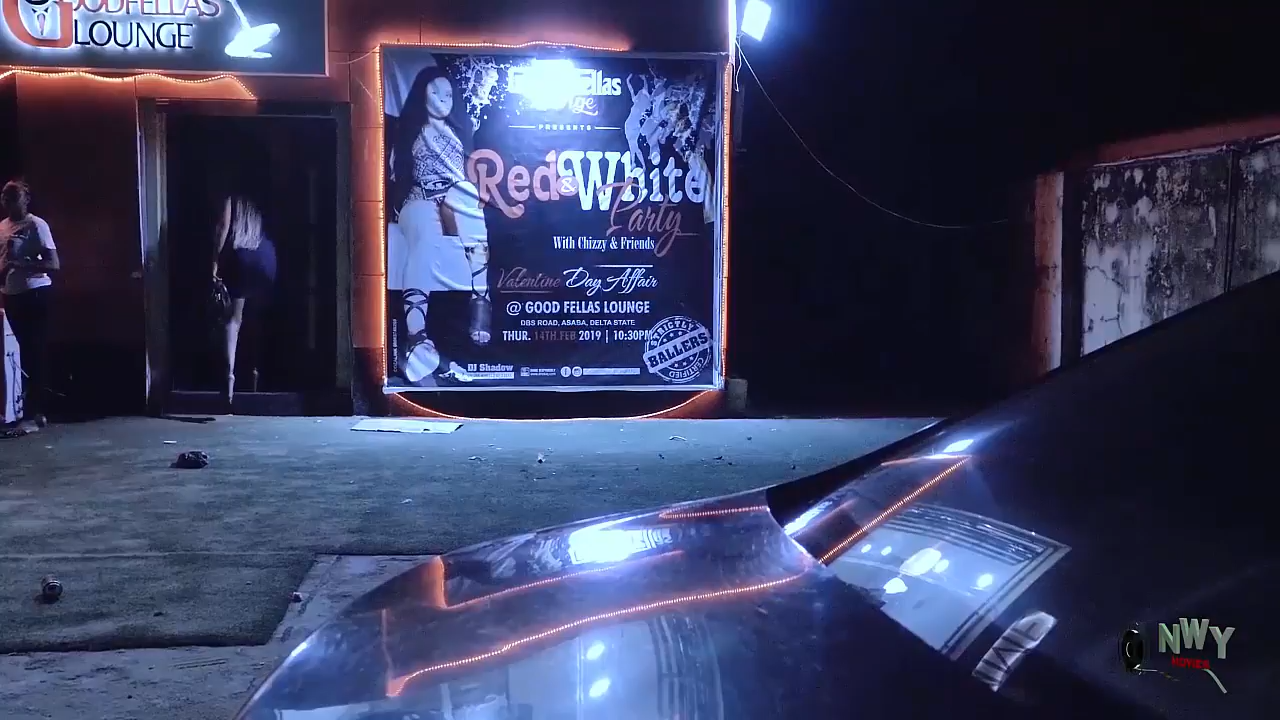 GOODFELLAS
LOUNGE
PRESENTS
Red & White
Party
With Chizzy & Friends
Valentine Day Affair
@ GOOD FELLAS LOUNGE
DBS ROAD, ASABA, DELTA STATE
THUR. 14TH.FEB 2019 | 10:30PM
STRICTLY
BALLERS
CERTIFIED
DJ Shadow
NWY
MOVIES